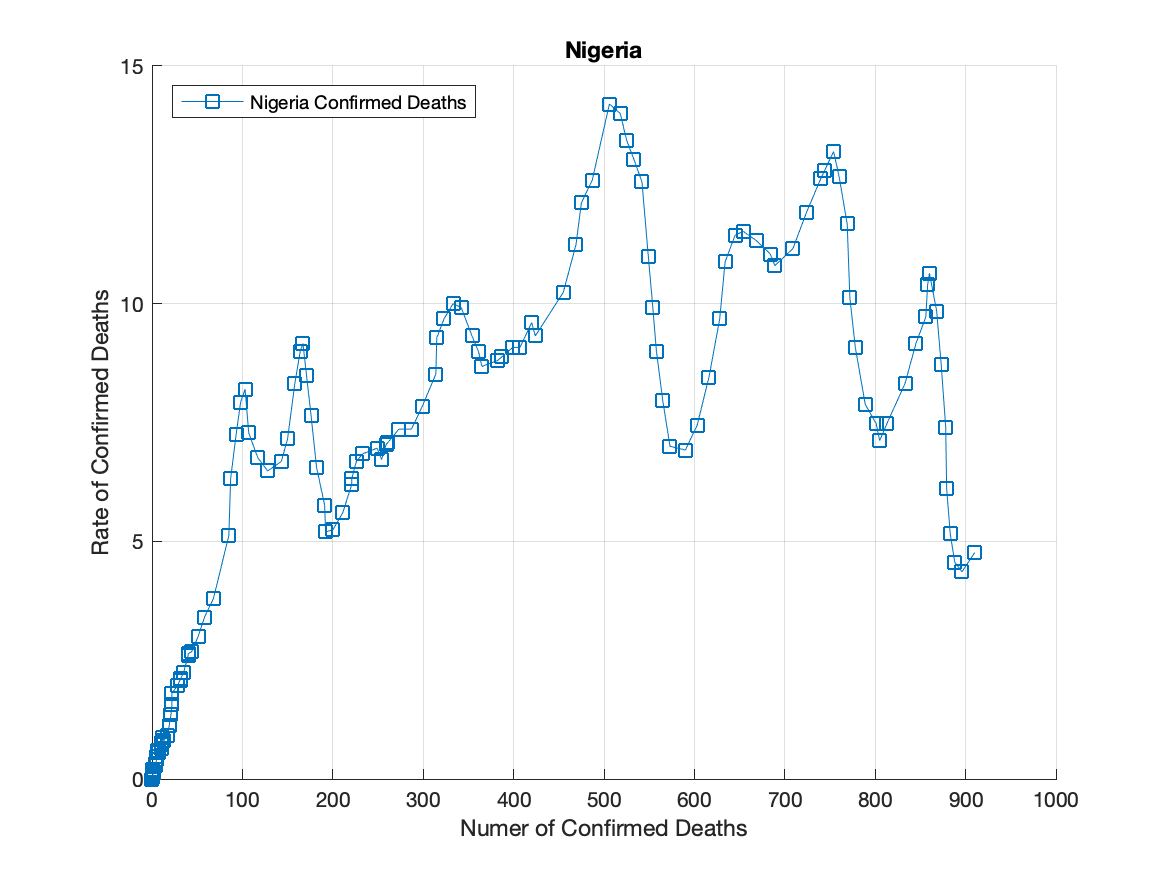 Nigeria
Nigeria Confirmed Deaths
Rate of Confirmed Deaths
15
10
5
0
0 100 200 300 400 500 600 700 800 900 1000
Numer of Confirmed Deaths